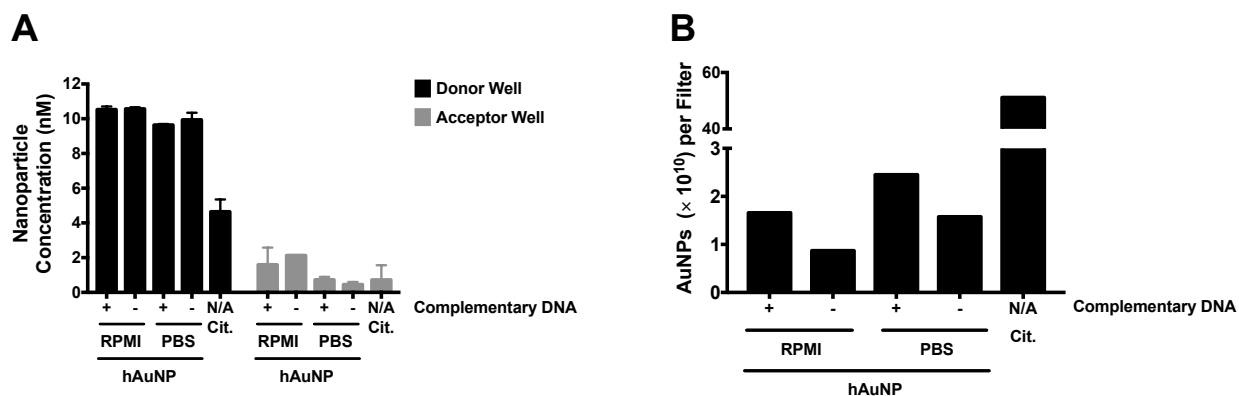 A
Nanoparticle
Concentration (nM)
12
10
8
6
4
2
0
Donor Well
Acceptor Well
+ - + - N/A + - + - N/A Complementary DNA
Cit. Cit.
RPMI PBS RPMI PBS
hAuNP hAuNP
B
AuNPs (× 10¹⁰) per Filter
60
40
3
2
1
0
+ - + - N/A Complementary DNA
Cit.
RPMI PBS
hAuNP